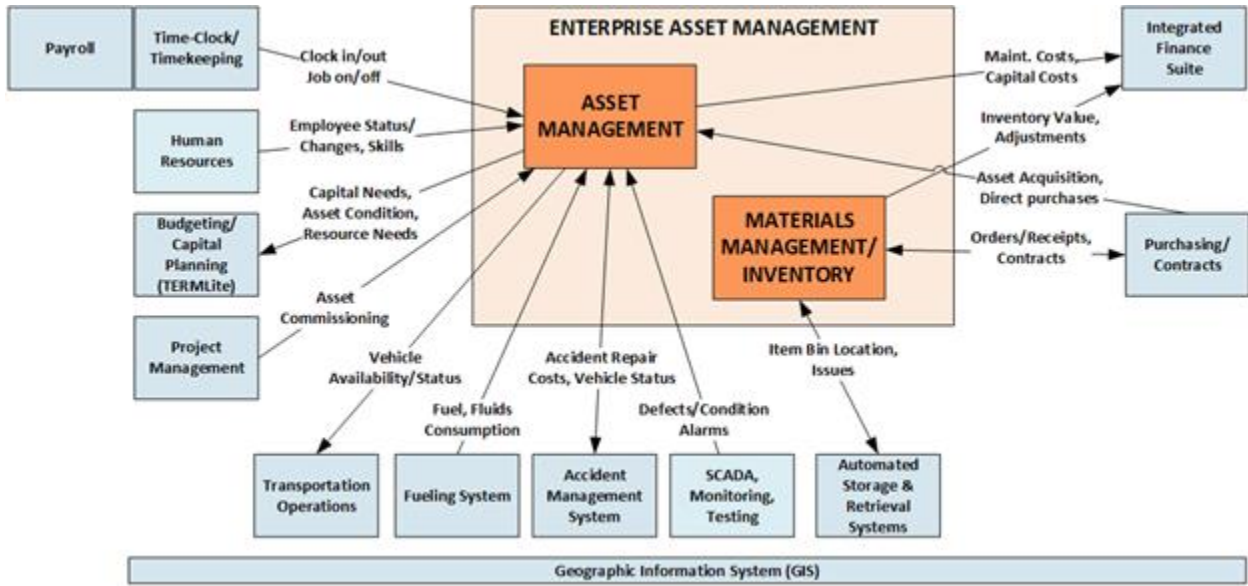 ENTERPRISE ASSET MANAGEMENT
Payroll
Time-Clock/
Timekeeping
Clock in/out
Job on/off
ASSET
MANAGEMENT
Maint. Costs,
Capital Costs
Integrated
Finance
Suite
Human
Resources
Employee Status/
Changes, Skills
Inventory Value,
Adjustments
Capital Needs,
Asset Condition,
Resource Needs
Asset Acquisition,
Direct purchases
Budgeting/
Capital
Planning
(TERMLite)
MATERIALS
MANAGEMENT/
INVENTORY
Orders/Receipts,
Contracts
Purchasing/
Contracts
Asset
Commissioning
Project
Management
Vehicle
Availability/Status
Accident Repair
Costs, Vehicle Status
Item Bin Location,
Issues
Fuel, Fluids
Consumption
Defects/Condition
Alarms
Transportation
Operations
Fueling System
Accident
Management
System
SCADA,
Monitoring,
Testing
Automated
Storage &
Retrieval
Systems
Geographic Information System (GIS)